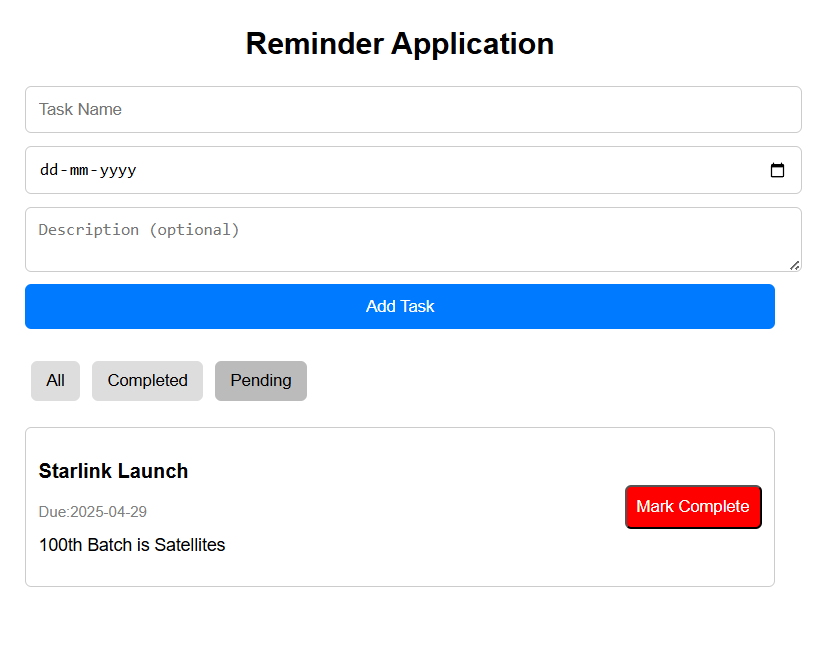 Reminder Application
Task Name
dd-mm-yyyy
Description (optional)
Add Task
All Completed Pending
Starlink Launch
Due:2025-04-29
Mark Complete
100th Batch is Satellites